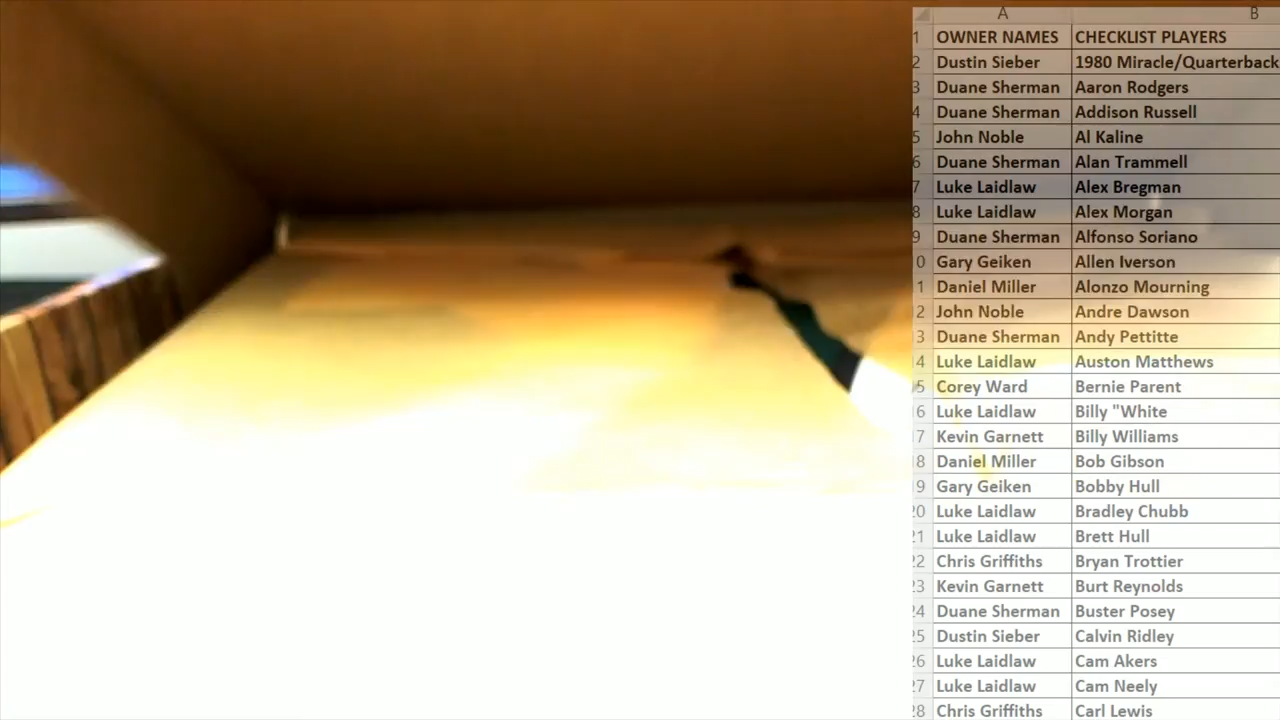 A B
1 OWNER NAMES CHECKLIST PLAYERS
2 Dustin Sieber 1980 Miracle/Quarterback
3 Duane Sherman Aaron Rodgers
4 Duane Sherman Addison Russell
5 John Noble Al Kaline
6 Duane Sherman Alan Trammell
7 Luke Laidlaw Alex Bregman
8 Luke Laidlaw Alex Morgan
9 Duane Sherman Alfonso Soriano
0 Gary Geiken Allen Iverson
1 Daniel Miller Alonzo Mourning
2 John Noble Andre Dawson
3 Duane Sherman Andy Pettitte
4 Luke Laidlaw Auston Matthews
5 Corey Ward Bernie Parent
6 Luke Laidlaw Billy "White
7 Kevin Garnett Billy Williams
8 Daniel Miller Bob Gibson
9 Gary Geiken Bobby Hull
20 Luke Laidlaw Bradley Chubb
21 Luke Laidlaw Brett Hull
22 Chris Griffiths Bryan Trottier
23 Kevin Garnett Burt Reynolds
24 Duane Sherman Buster Posey
25 Dustin Sieber Calvin Ridley
26 Luke Laidlaw Cam Akers
27 Luke Laidlaw Cam Neely
28 Chris Griffiths Carl Lewis